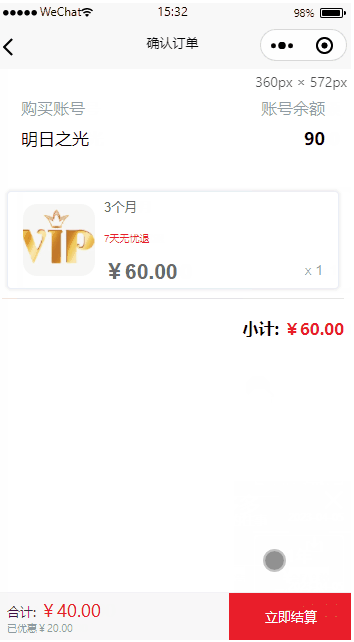 ●●●●● WeChat 15:32 98%
确认订单
360px × 572px
购买账号 账号余额
明日之光 90
VIP
3个月
7天无忧退
￥60.00 x 1
小计: ￥60.00
合计: ￥40.00
已优惠￥20.00
立即结算